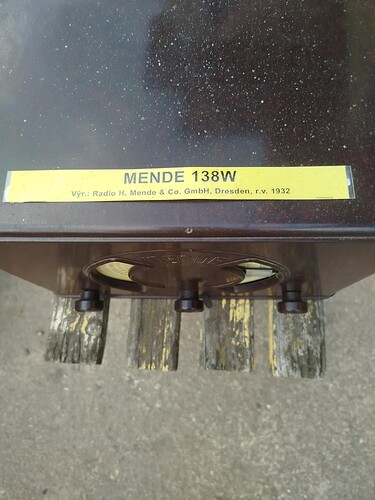 MENDE 138W
Výr.: Radio H. Mende & Co. GmbH, Dresden, r.v. 1932